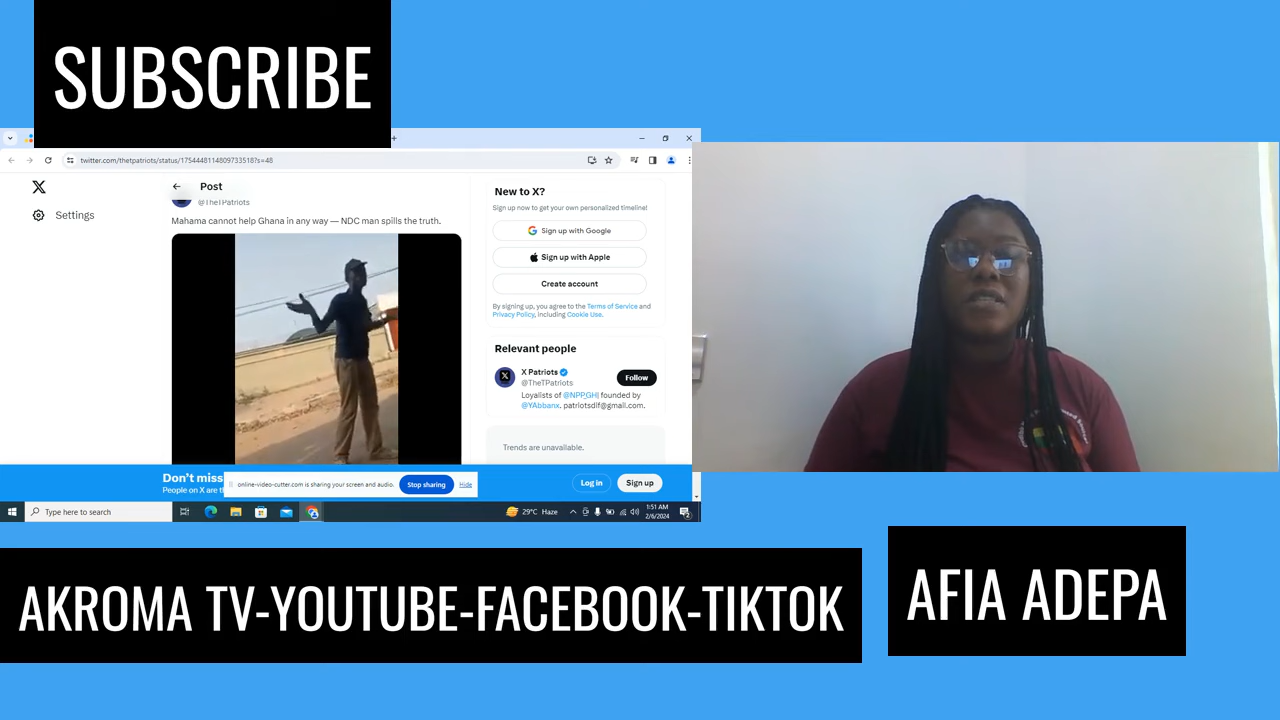 SUBSCRIBE
twitter.com/thetpatriots/status/1754448114809733518?s=48
Post
@TheTPatriots
Mahama cannot help Ghana in any way — NDC man spills the truth.
Settings
New to X?
Sign up now to get your own personalized timeline!
Sign up with Google
Sign up with Apple
Create account
By signing up, you agree to the Terms of Service and
Privacy Policy, including Cookie Use.
Relevant people
X Patriots
@TheTPatriots
Follow
Loyalists of @NPP_GH| founded by
@YAbbanx. patriotsdlf@gmail.com.
Trends are unavailable.
Don't miss
People on X are th
online-video-cutter.com is sharing your screen and audio.
Stop sharing
Hide
Log in
Sign up
Type here to search
29°C Haze
1:51 AM
2/6/2024
AKROMA TV-YOUTUBE-FACEBOOK-TIKTOK
AFIA ADEPA